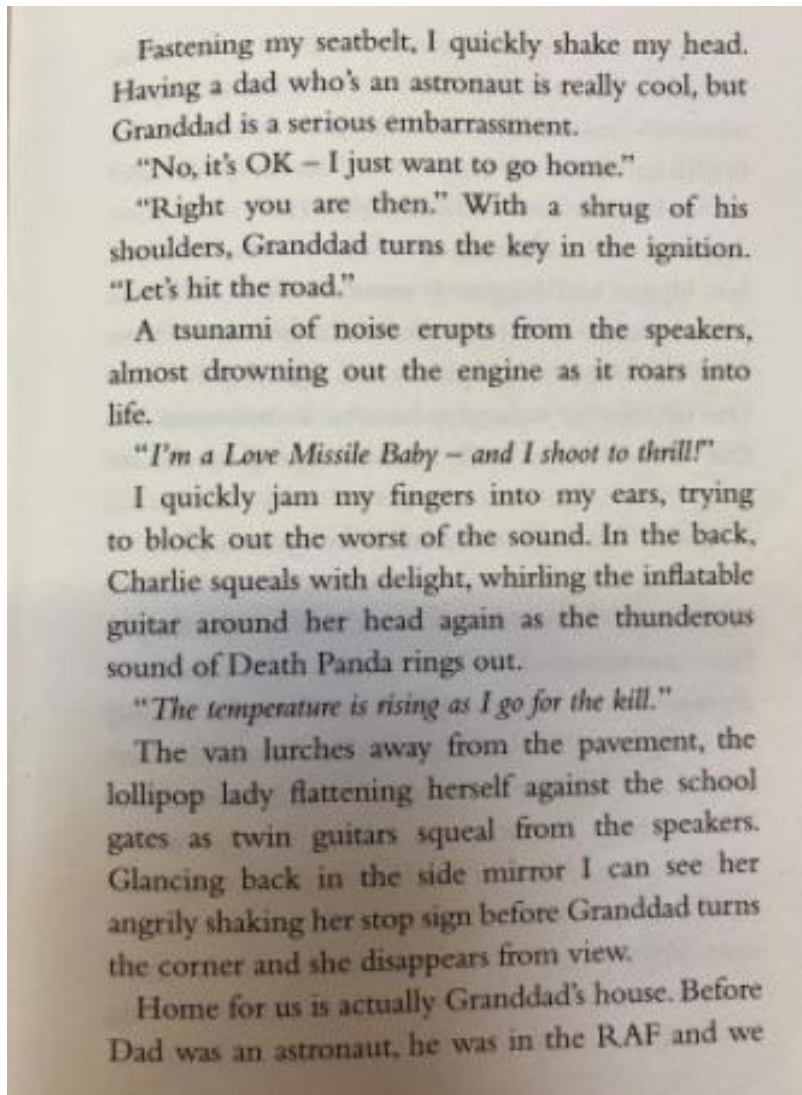 Fastening my seatbelt, I quickly shake my head.
Having a dad who's an astronaut is really cool, but
Granddad is a serious embarrassment.
“No, it's OK – I just want to go home.”
“Right you are then.” With a shrug of his
shoulders, Granddad turns the key in the ignition.
“Let's hit the road.”
A tsunami of noise erupts from the speakers,
almost drowning out the engine as it roars into
life.
“I'm a Love Missile Baby – and I shoot to thrill!”
I quickly jam my fingers into my ears, trying
to block out the worst of the sound. In the back,
Charlie squeals with delight, whirling the inflatable
guitar around her head again as the thunderous
sound of Death Panda rings out.
“The temperature is rising as I go for the kill.”
The van lurches away from the pavement, the
lollipop lady flattening herself against the school
gates as twin guitars squeal from the speakers.
Glancing back in the side mirror I can see her
angrily shaking her stop sign before Granddad turns
the corner and she disappears from view.
Home for us is actually Granddad's house. Before
Dad was an astronaut, he was in the RAF and we